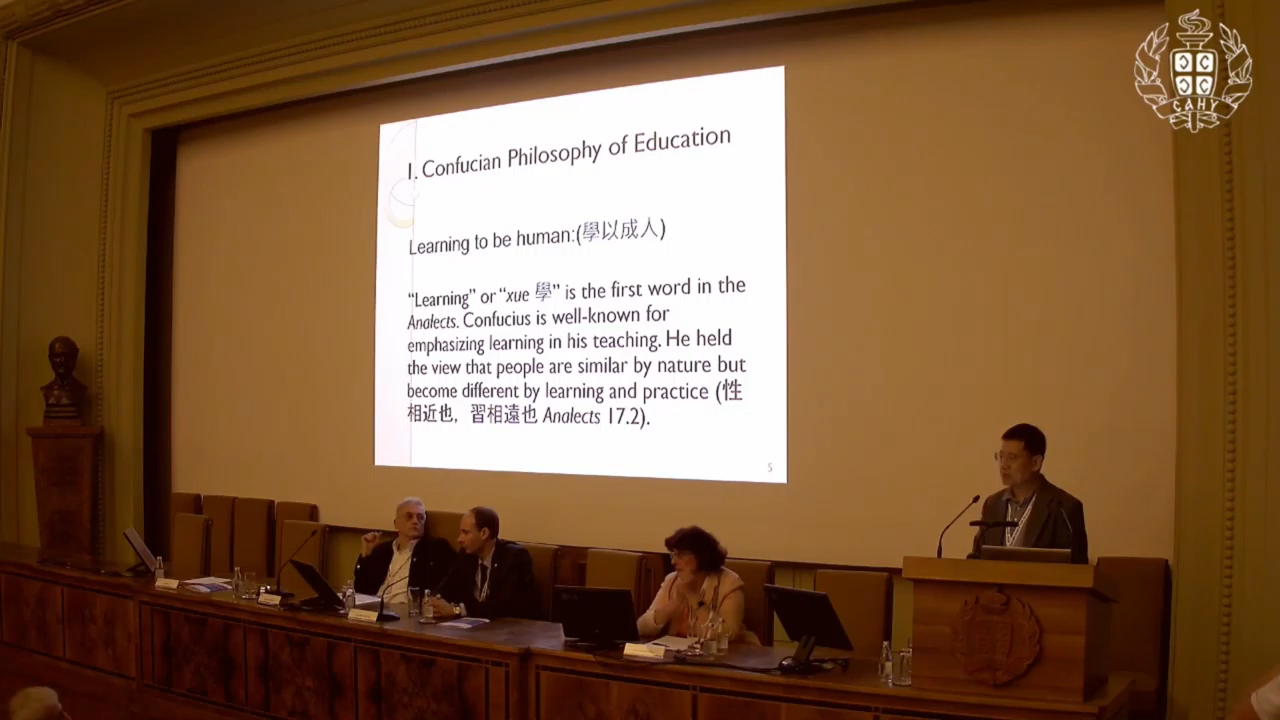 САНУ
1. Confucian Philosophy of Education
Learning to be human:(學以成人)
“Learning” or “xue 學” is the first word in the
Analects. Confucius is well-known for
emphasizing learning in his teaching. He held
the view that people are similar by nature but
become different by learning and practice (性
相近也，習相遠也 Analects 17.2).
5